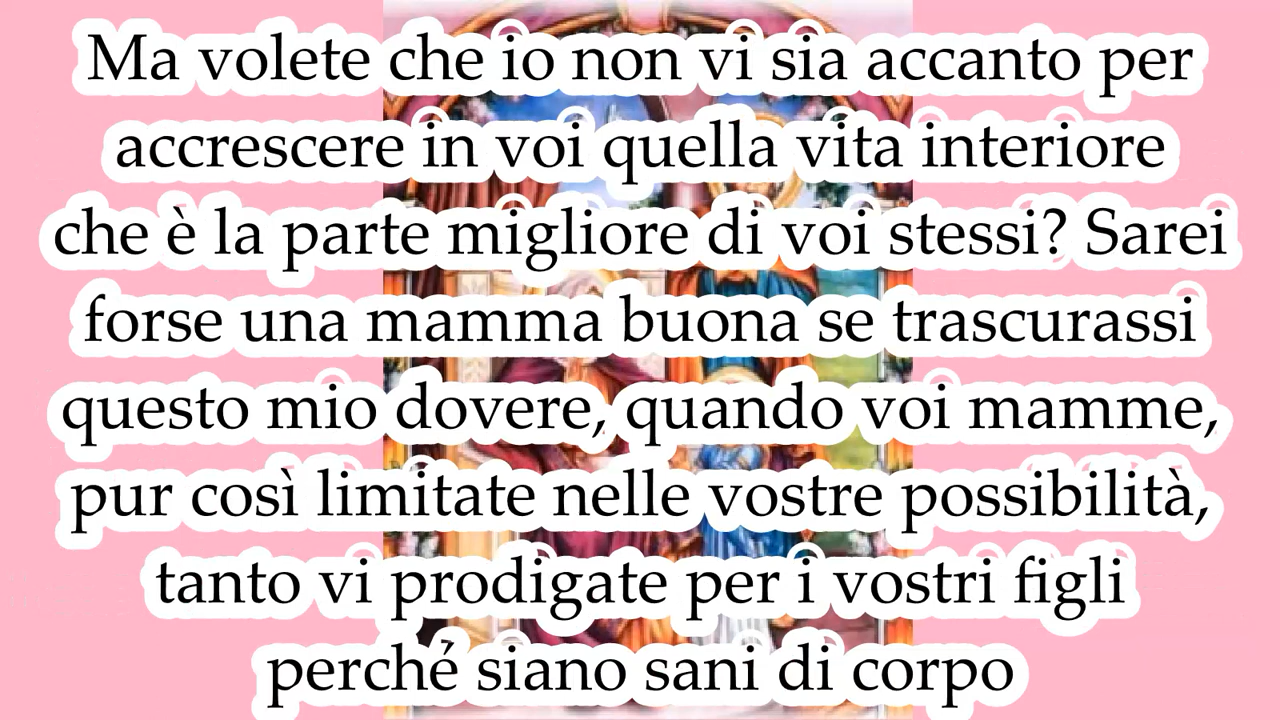 Ma volete che io non vi sia accanto per
accrescere in voi quella vita interiore
che è la parte migliore di voi stessi? Sarei
forse una mamma buona se trascurassi
questo mio dovere, quando voi mamme,
pur così limitate nelle vostre possibilità,
tanto vi prodigate per i vostri figli
perchẻ siano sani di corpo